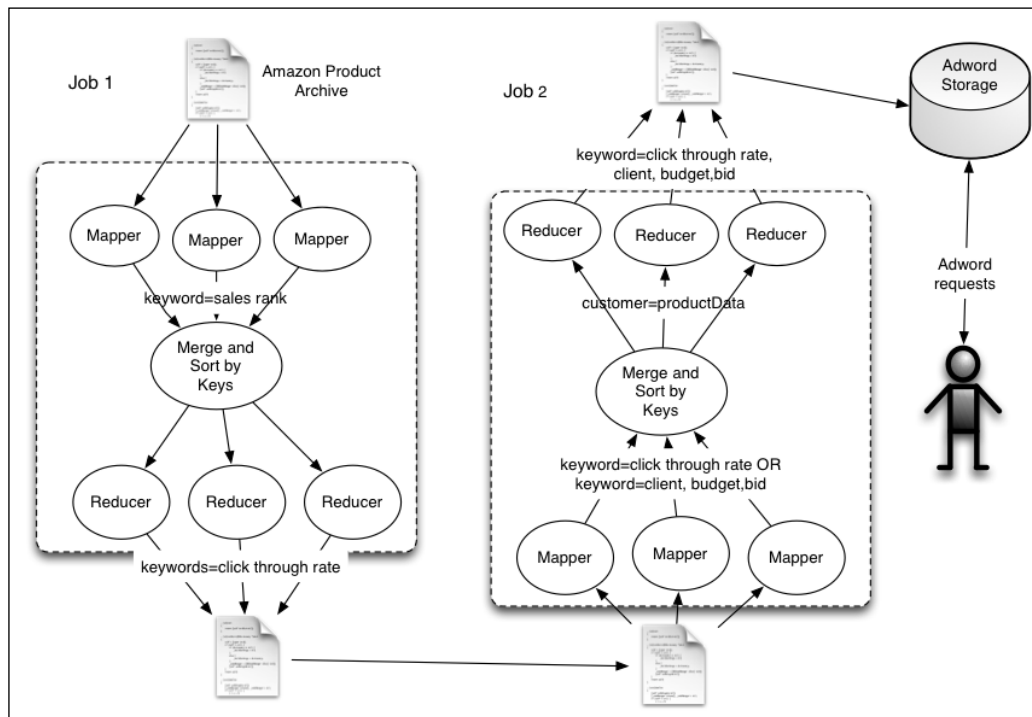 Job 1
Amazon Product
Archive
Mapper
Mapper
Mapper
keyword=sales rank
Merge and
Sort by
Keys
Reducer
Reducer
Reducer
keywords=click through rate
Job 2
keyword=click through rate,
client, budget,bid
Reducer
Reducer
Reducer
customer=productData
Merge and
Sort by
Keys
keyword=click through rate OR
keyword=client, budget,bid
Mapper
Mapper
Mapper
Adword
Storage
Adword
requests